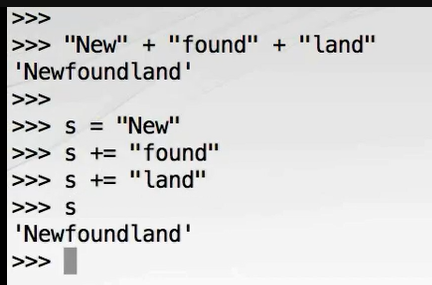 >>>
>>> "New" + "found" + "land"
'Newfoundland'
>>>
>>> s = "New"
>>> s += "found"
>>> s += "land"
>>> s
'Newfoundland'
>>>